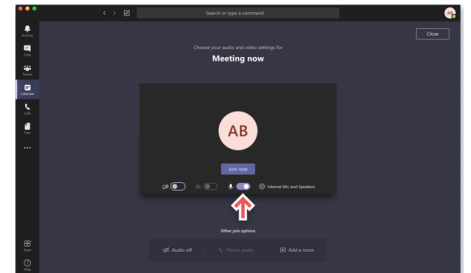 Search or type a command
AB
Activity
Close
Chat
Choose your audio and video settings for
Meeting now
Teams
Calendar
Calls
Files
AB
Join now
Internal Mic and Speakers
Other join options
Audio off
Phone audio
Add a room
Apps
Help